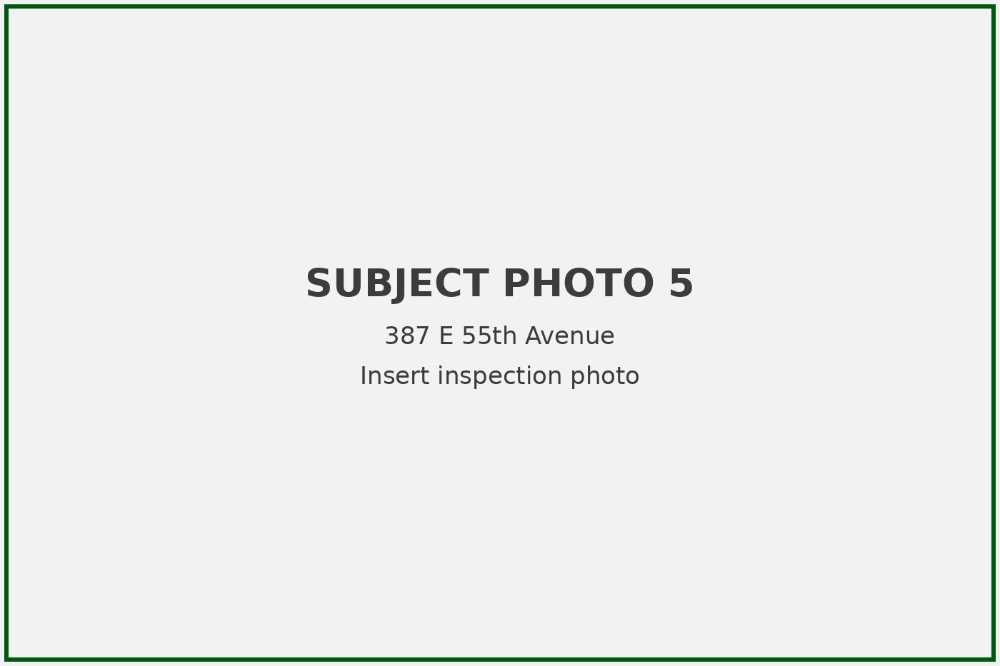 SUBJECT PHOTO 5
387 E 55th Avenue
Insert inspection photo